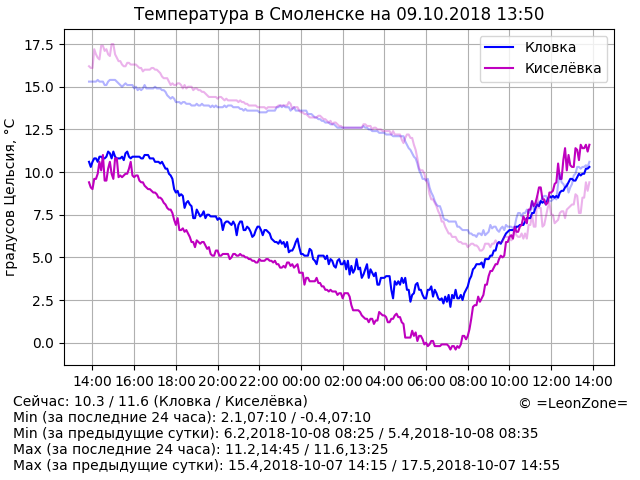 Температура в Смоленске на 09.10.2018 13:50
17.5
15.0
12.5
10.0
7.5
5.0
2.5
0.0
градусов Цельсия, °C
Кловка
Киселёвка
14:00 16:00 18:00 20:00 22:00 00:00 02:00 04:00 06:00 08:00 10:00 12:00 14:00
Сейчас: 10.3 / 11.6 (Кловка / Киселёвка)
© =LeonZone=
Min (за последние 24 часа): 2.1,07:10 / -0.4,07:10
Min (за предыдущие сутки): 6.2,2018-10-08 08:25 / 5.4,2018-10-08 08:35
Max (за последние 24 часа): 11.2,14:45 / 11.6,13:25
Max (за предыдущие сутки): 15.4,2018-10-07 14:15 / 17.5,2018-10-07 14:55